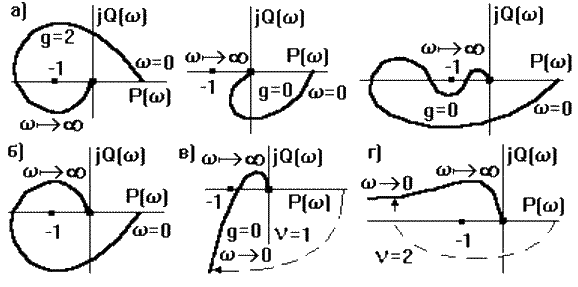 а)
jQ(ω)
g=2
-1
ω=0
P(ω)
ω↦∞
jQ(ω)
ω↦∞
P(ω)
-1
g=0
ω=0
jQ(ω)
ω↦∞
-1
P(ω)
g=0
ω=0
б)
jQ(ω)
ω↦∞
P(ω)
-1
ω=0
в)
jQ(ω)
ω↦∞
-1
P(ω)
g=0
ν=1
ω↦0
г)
jQ(ω)
ω↦0
ω↦∞
P(ω)
-1
ν=2